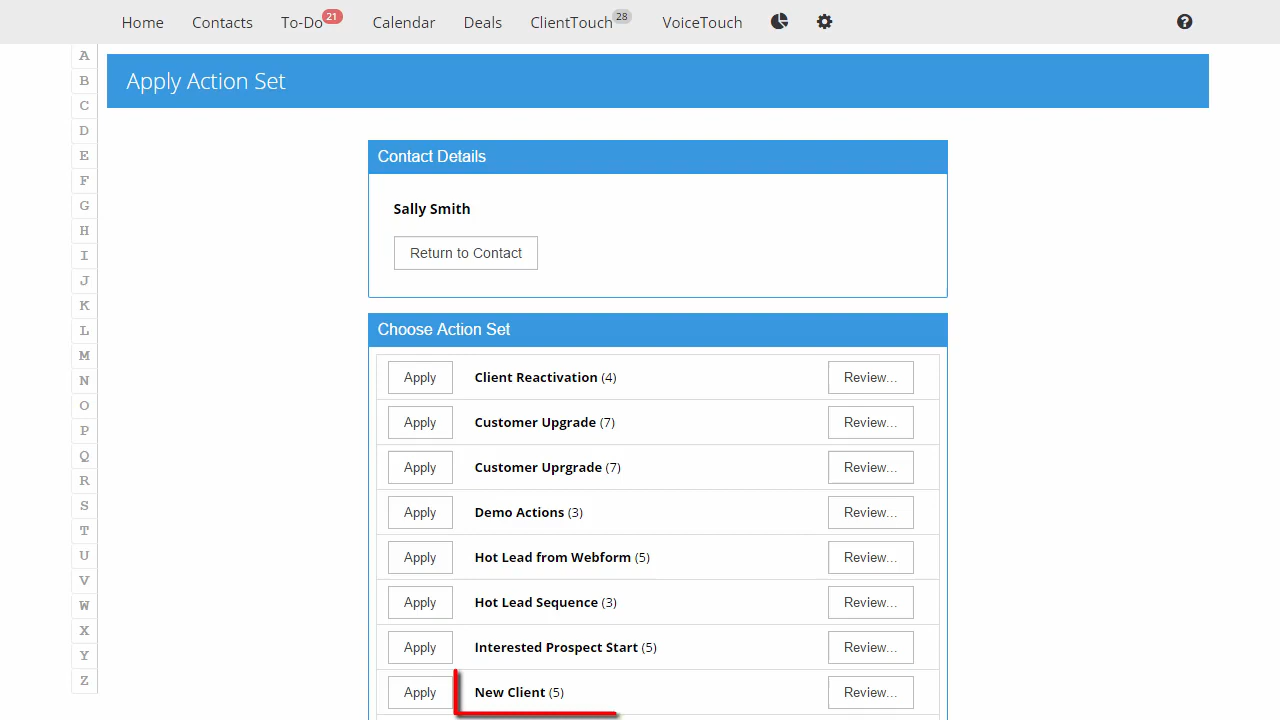 Home Contacts To-Do 21 Calendar Deals ClientTouch 28 VoiceTouch
A
B
C
D
E
F
G
H
I
J
K
L
M
N
O
P
Q
R
S
T
U
V
W
X
Y
Z
Apply Action Set
Contact Details
Sally Smith
Return to Contact
Choose Action Set
Apply Client Reactivation (4) Review...
Apply Customer Upgrade (7) Review...
Apply Customer Uprgrade (7) Review...
Apply Demo Actions (3) Review...
Apply Hot Lead from Webform (5) Review...
Apply Hot Lead Sequence (3) Review...
Apply Interested Prospect Start (5) Review...
Apply New Client (5) Review...